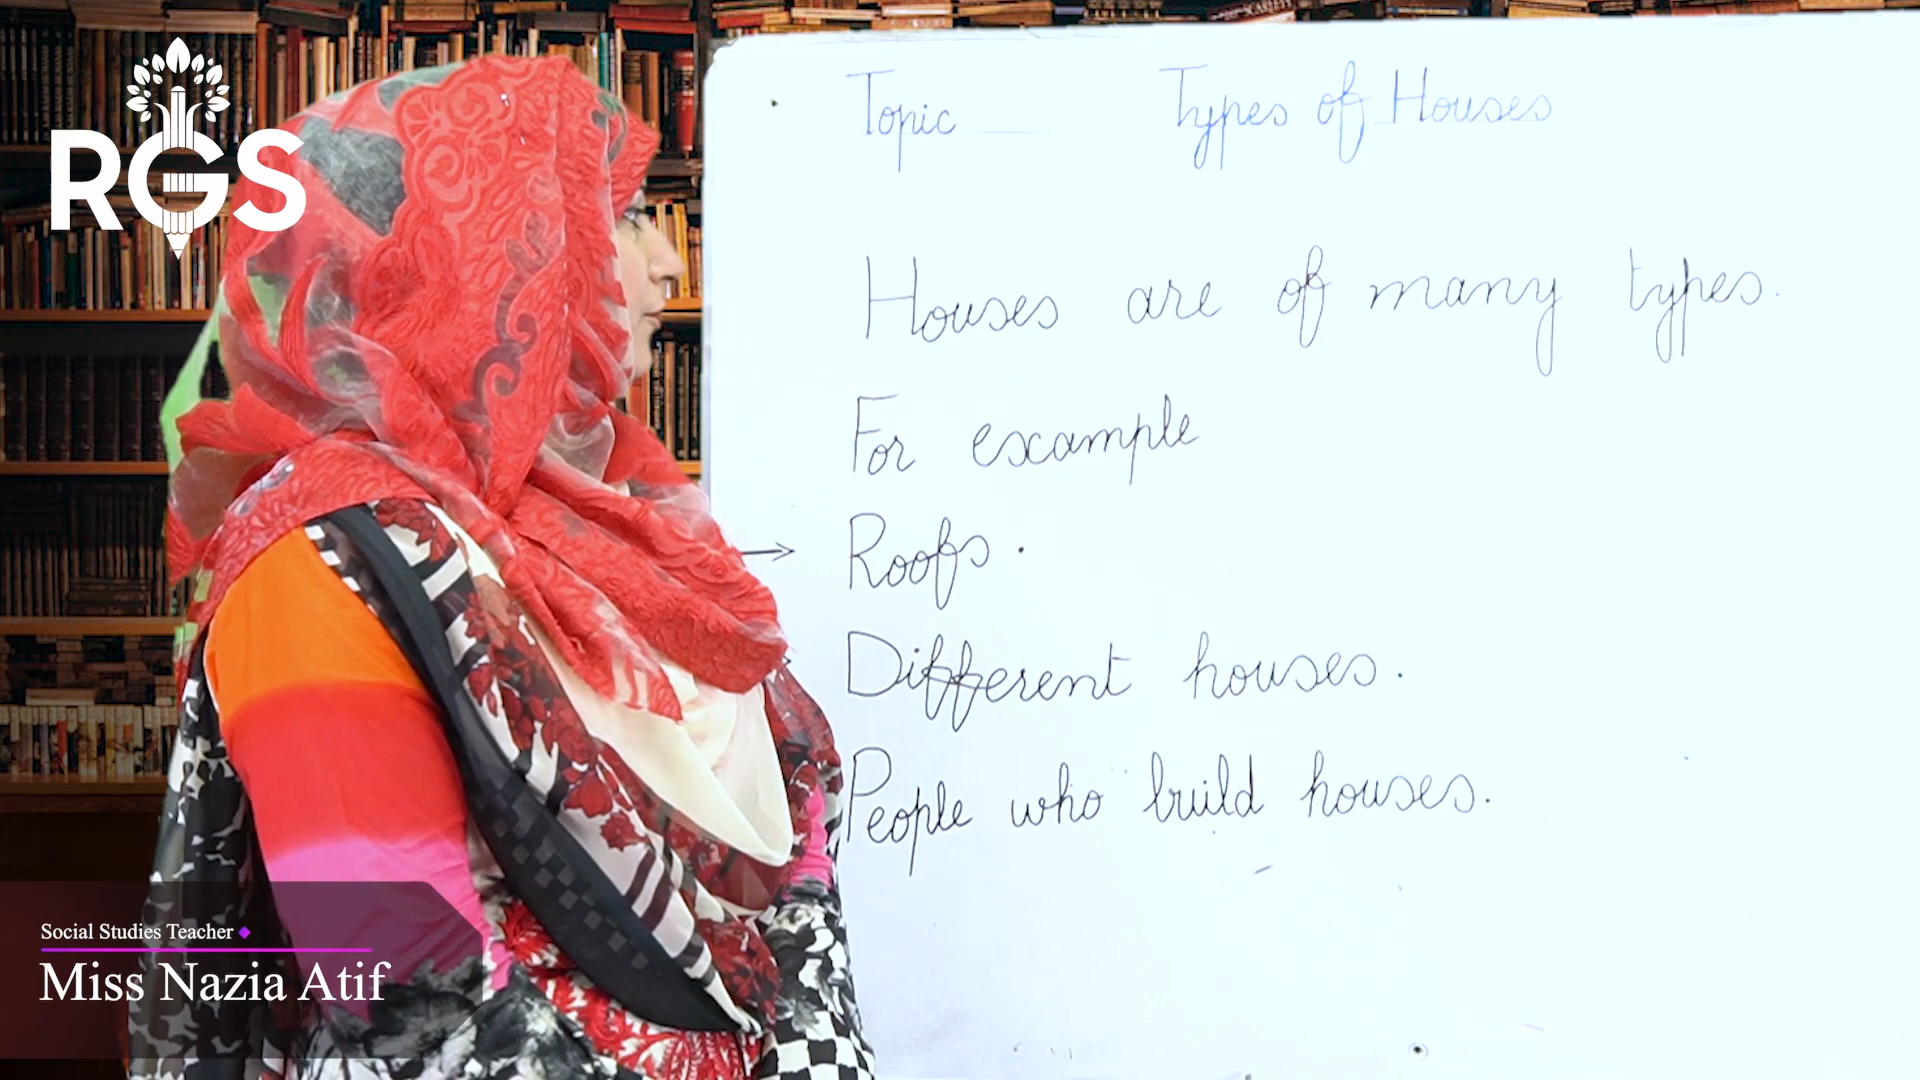 RGS
Topic Types of Houses
Houses are of many types.
For example
→ Roofs.
Different houses.
People who build houses.
Social Studies Teacher
Miss Nazia Atif